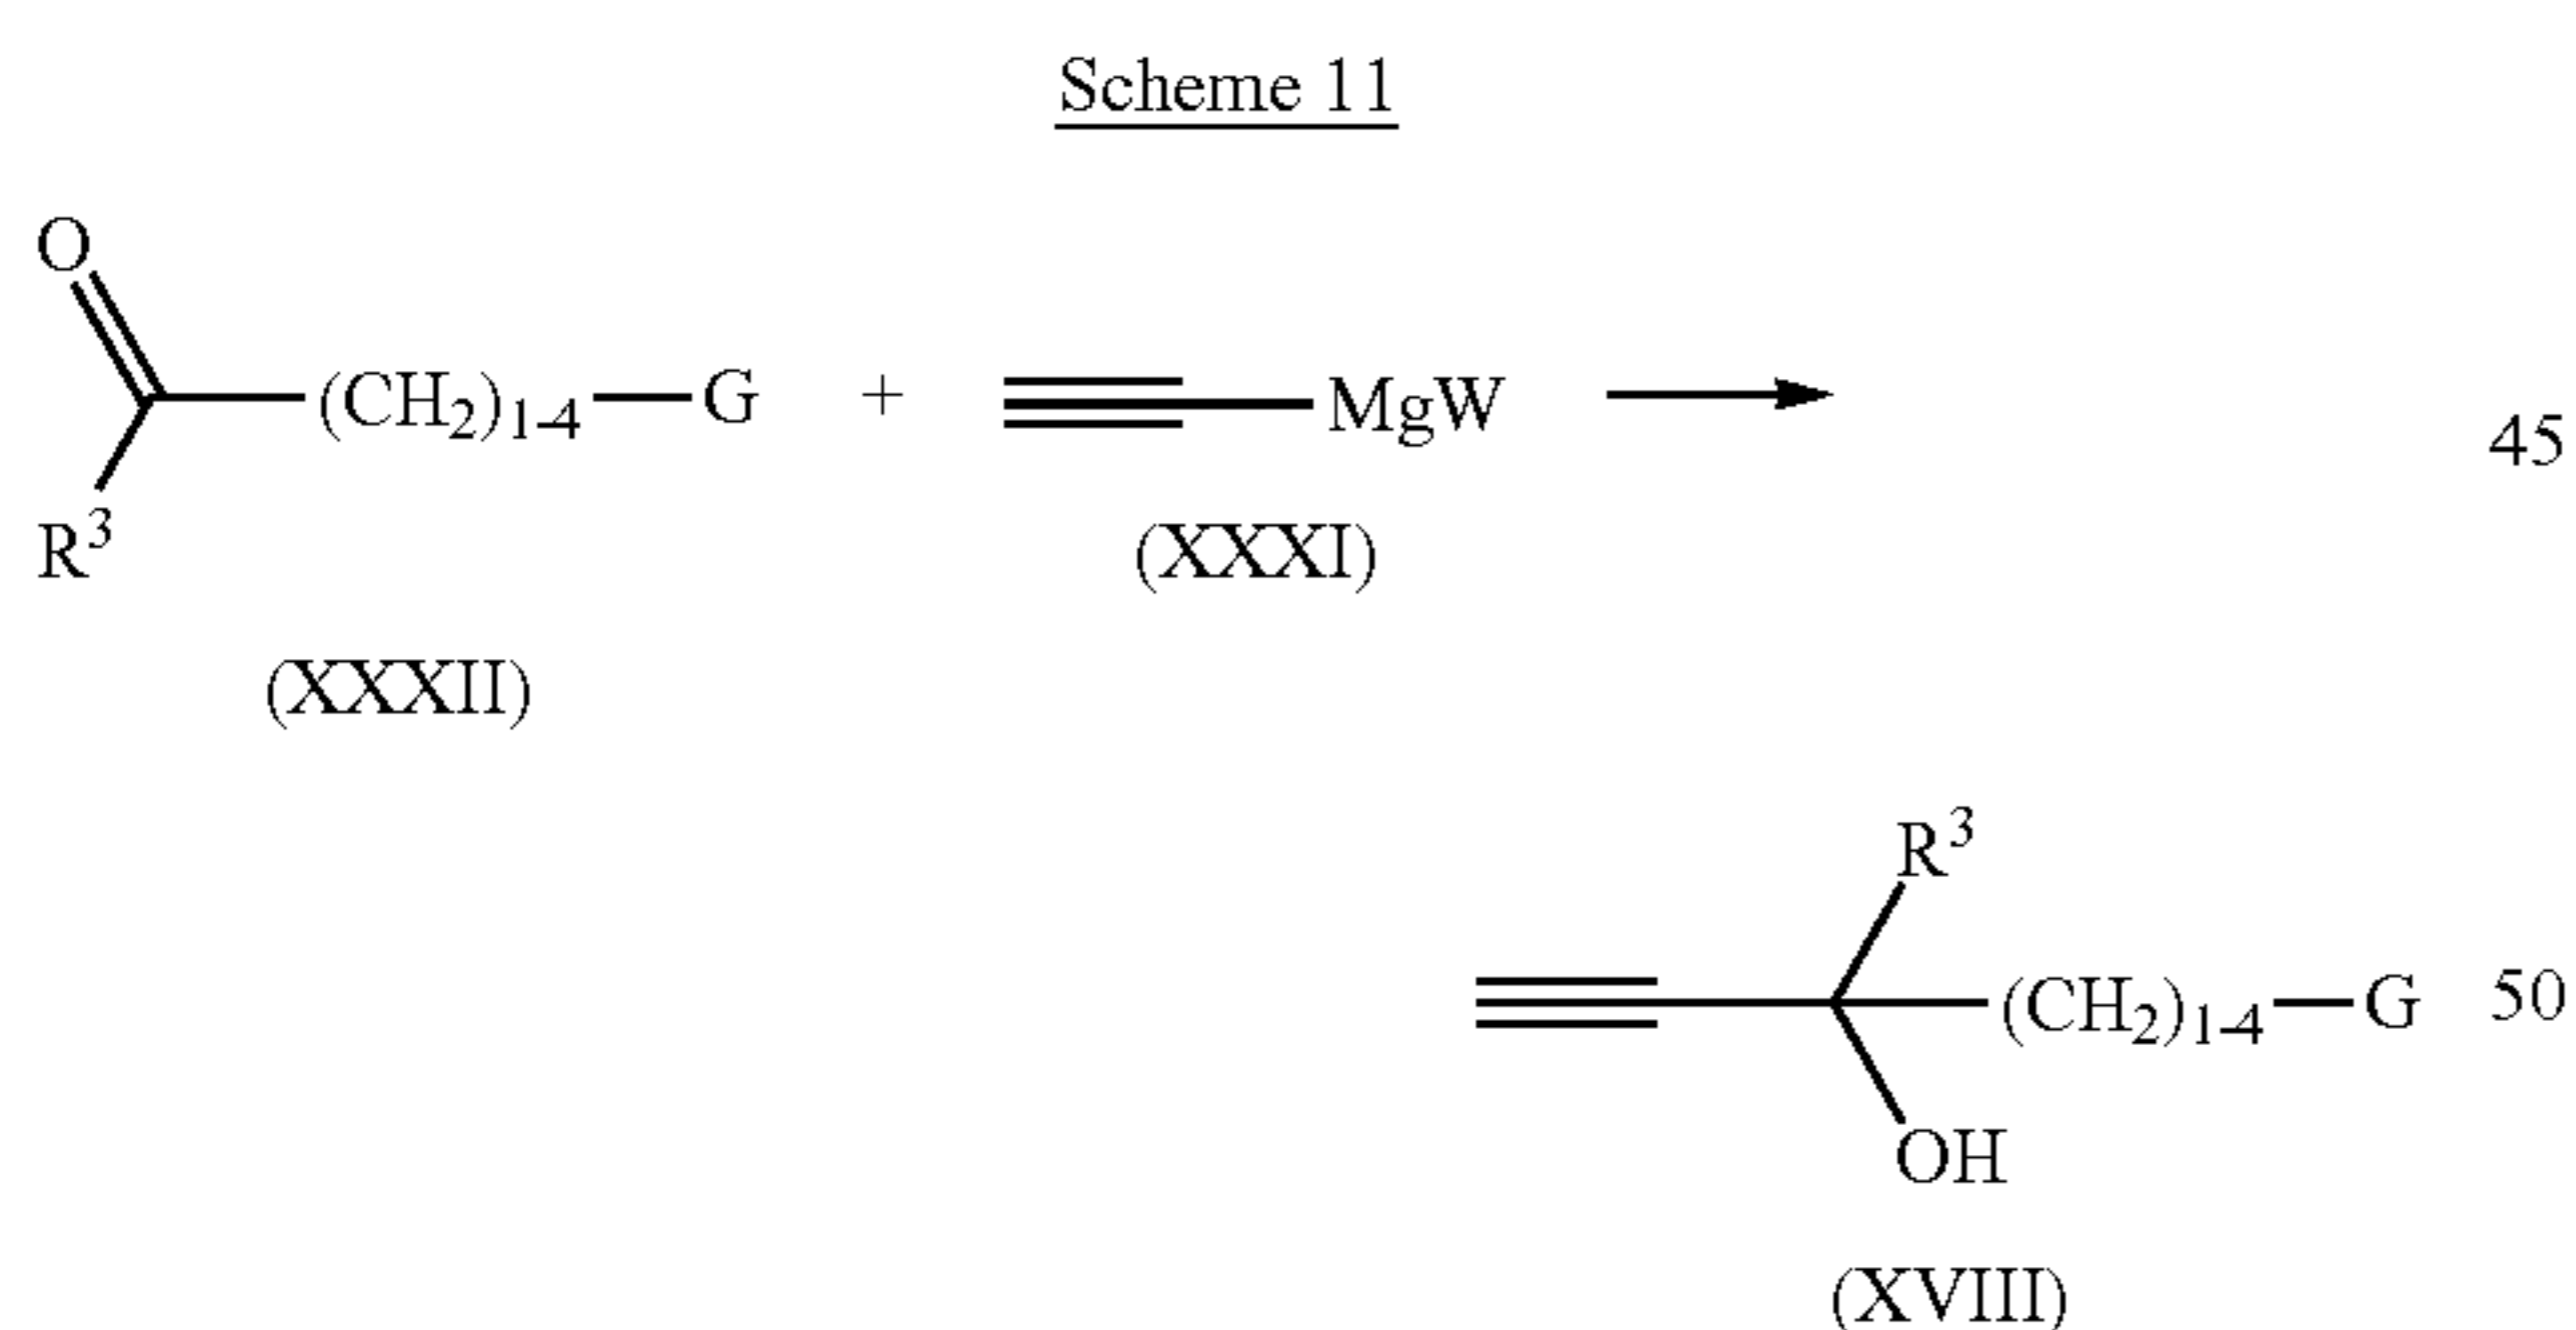 Scheme 11
O
(CH2)1-4—G + MgW 45
R3
(XXXI)
(XXXII)
R3
(CH2)1-4—G 50
OH
(XVIII)